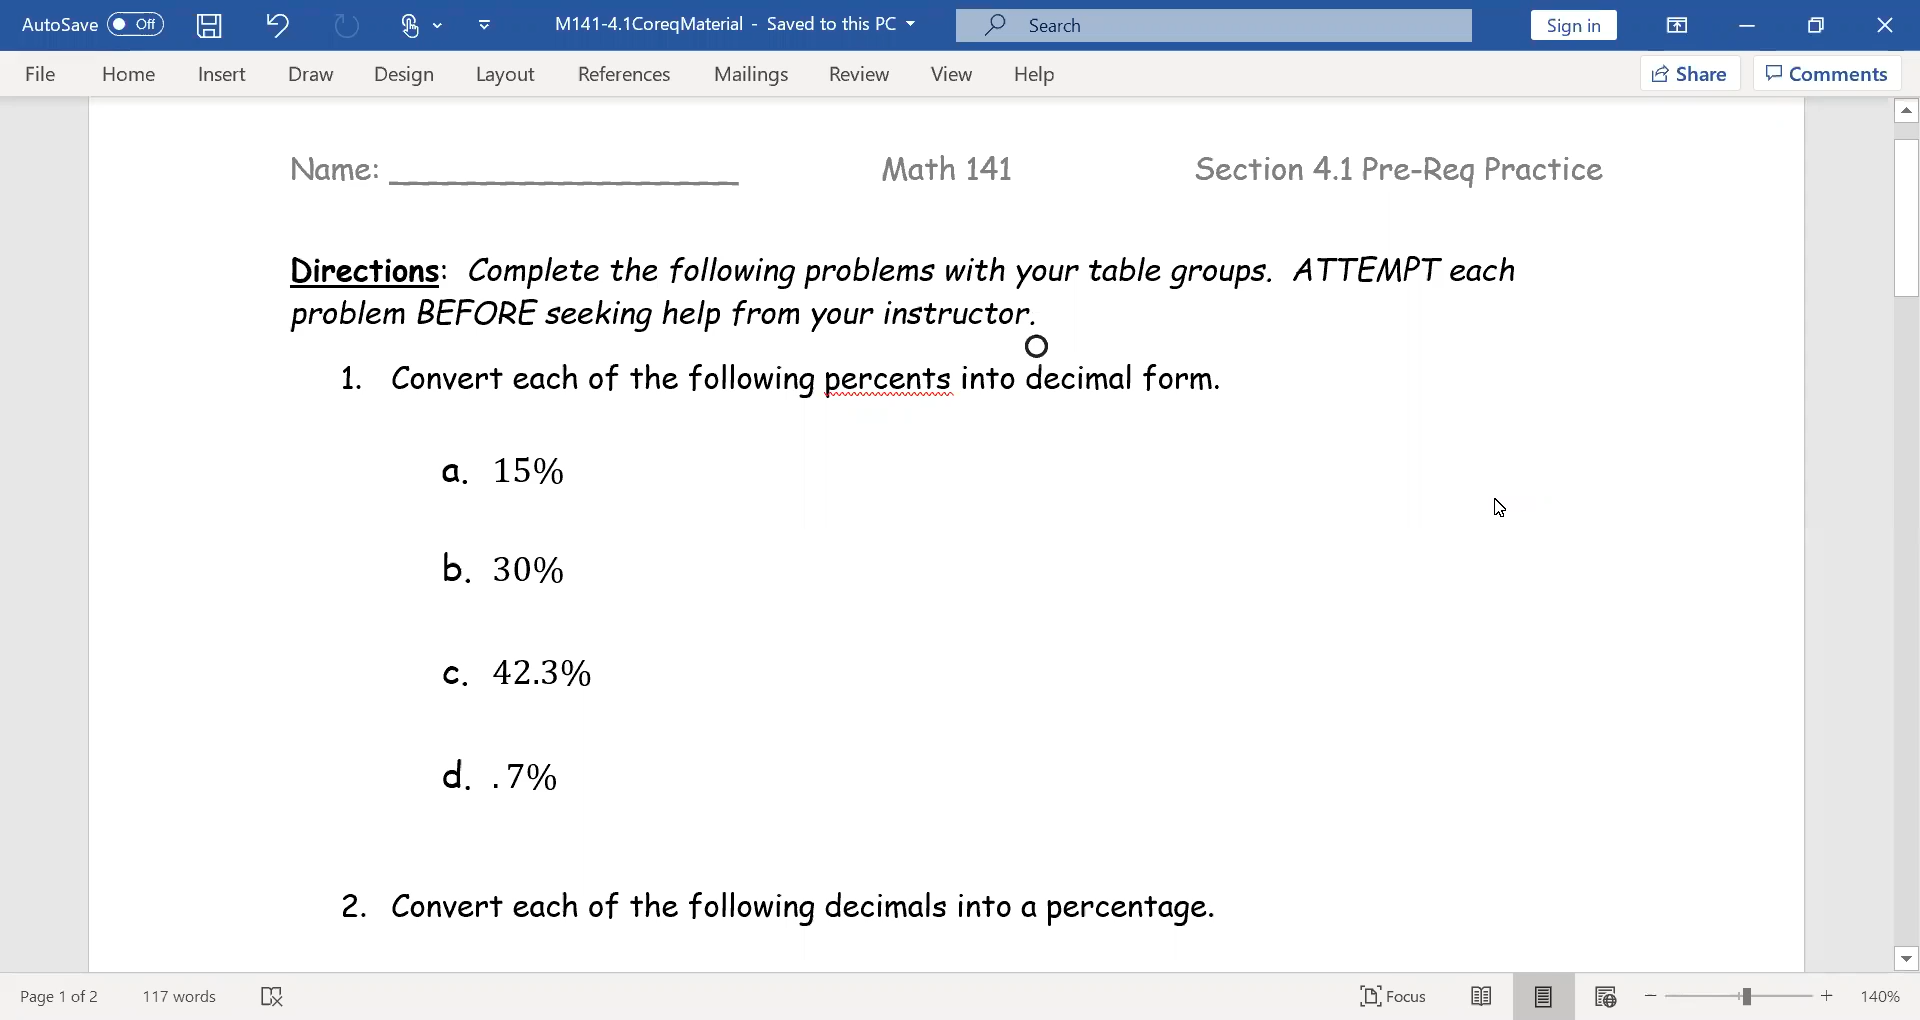 AutoSave Off M141-4.1CoreqMaterial - Saved to this PC Search Sign in
File Home Insert Draw Design Layout References Mailings Review View Help Share Comments
Name: ____________________ Math 141 Section 4.1 Pre-Req Practice
Directions: Complete the following problems with your table groups. ATTEMPT each
problem BEFORE seeking help from your instructor.
1. Convert each of the following percents into decimal form.
a. 15%
b. 30%
c. 42.3%
d. .7%
2. Convert each of the following decimals into a percentage.
Page 1 of 2 117 words Focus 140%